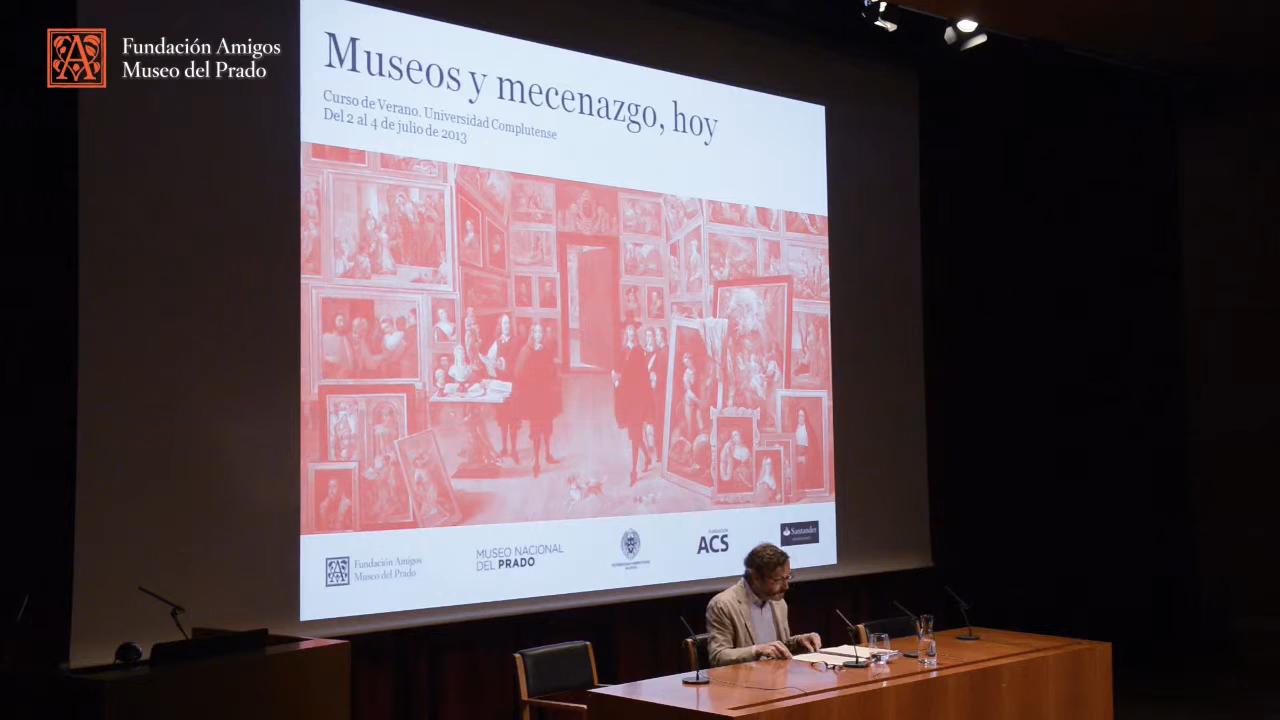 Fundación Amigos
Museo del Prado
Museos y mecenazgo, hoy
Curso de Verano. Universidad Complutense
Del 2 al 4 de julio de 2013
Fundación Amigos
Museo del Prado
MUSEO NACIONAL
DEL PRADO
FUNDACIÓN
ACS
Santander